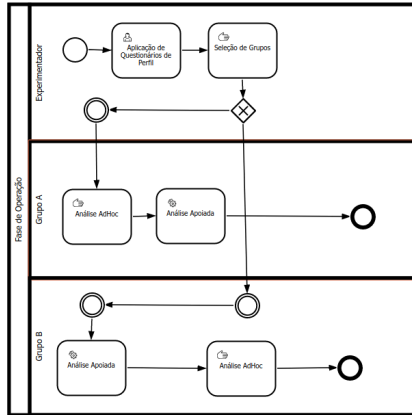 Fase de Operação
Experimentador
Aplicação de
Questionários de
Perfil
Seleção de Grupos
Grupo A
Análise AdHoc
Análise Apoiada
Grupo B
Análise Apoiada
Análise AdHoc